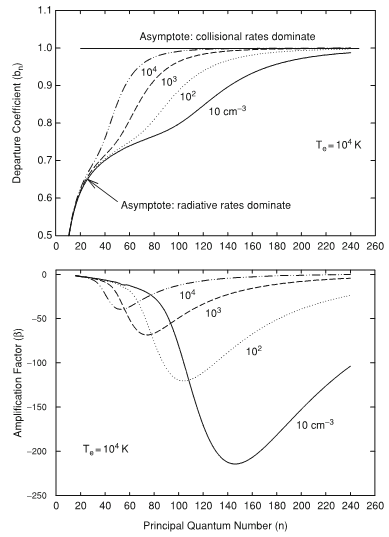 1.1
Asymptote: collisional rates dominate
1.0
10⁴
10³
0.9
10²
10 cm⁻³
0.8
Tₑ = 10⁴ K
0.7
Asymptote: radiative rates dominate
0.6
0.5
Departure Coefficient (bₙ)
0 20 40 60 80 100 120 140 160 180 200 220 240 260
0
10⁴
10³
−50
10²
−100
−150
10 cm⁻³
−200
Tₑ = 10⁴ K
−250
Amplification Factor (β)
0 20 40 60 80 100 120 140 160 180 200 220 240 260
Principal Quantum Number (n)